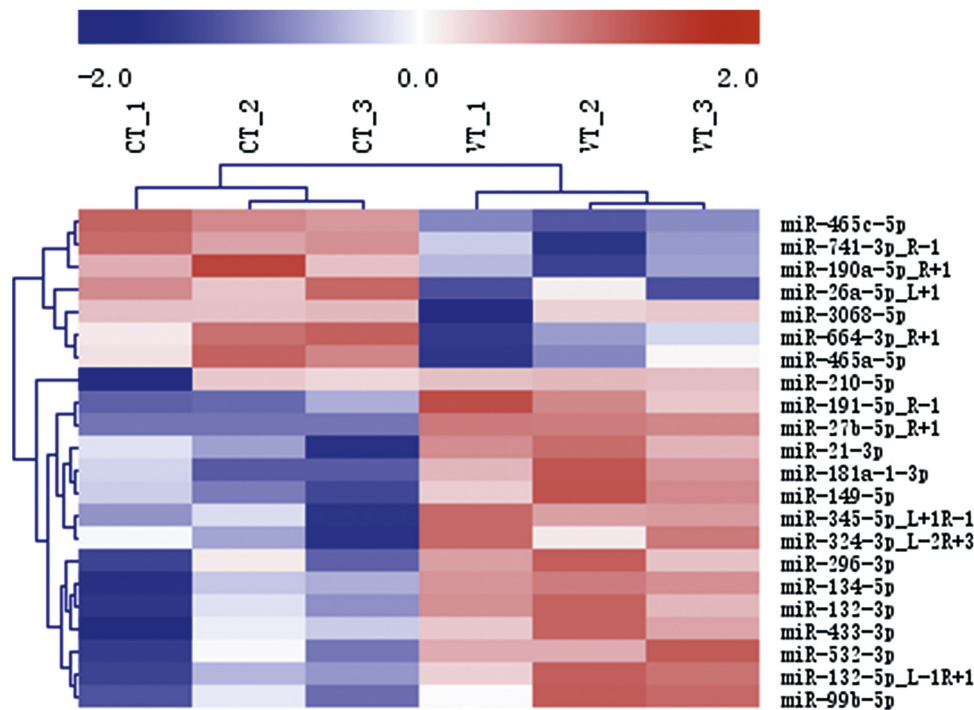 -2.0 0.0 2.0
CT_1 CT_2 CT_3 VT_1 VT_2 VT_3
miR-465c-5p
miR-741-3p_R-1
miR-190a-5p_R+1
miR-26a-5p_L+1
miR-3068-5p
miR-664-3p_R+1
miR-465a-5p
miR-210-5p
miR-191-5p_R-1
miR-27b-5p_R+1
miR-21-3p
miR-181a-1-3p
miR-149-5p
miR-345-5p_L+1R-1
miR-324-3p_L-2R+3
miR-296-3p
miR-134-5p
miR-132-3p
miR-433-3p
miR-532-3p
miR-132-5p_L-1R+1
miR-99b-5p